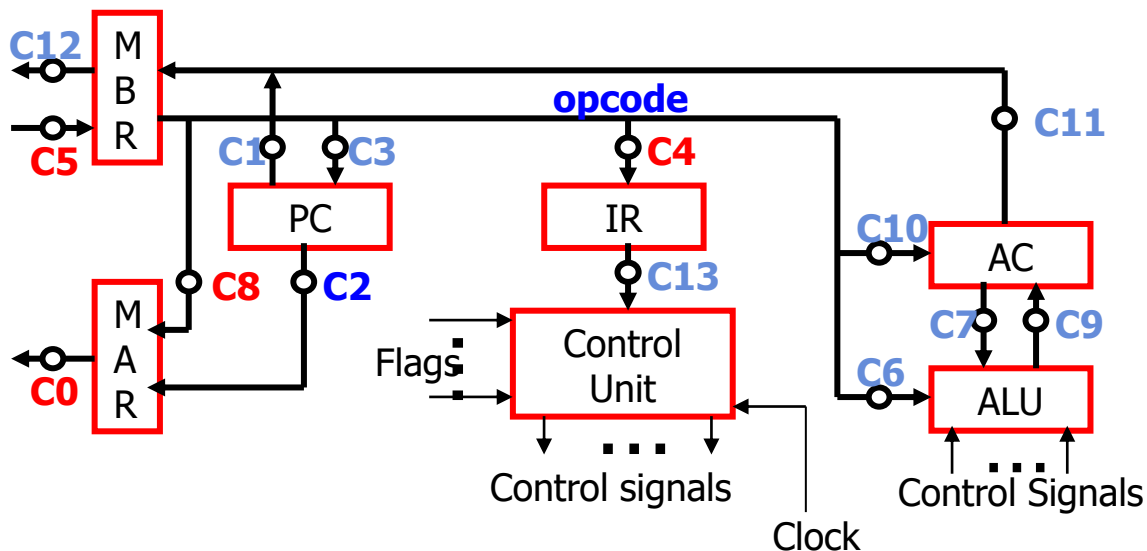 C12
M
B
R
C5
opcode
C1
C3
C4
C11
PC
IR
C10
AC
C8
C2
C13
C7
C9
M
A
R
C0
Flags
Control
Unit
C6
ALU
Control signals
Control Signals
Clock